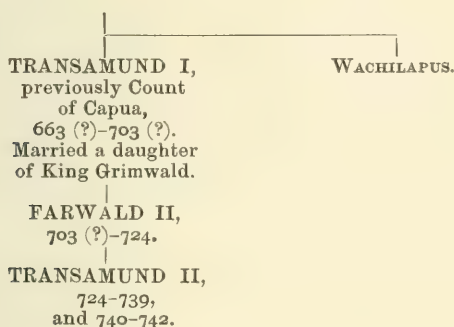 TRANSAMUND I,
previously Count
of Capua,
663 (?)–703 (?).
Married a daughter
of King Grimwald.
WACHILAPUS.
FARWALD II,
703 (?)–724.
TRANSAMUND II,
724–739,
and 740–742.